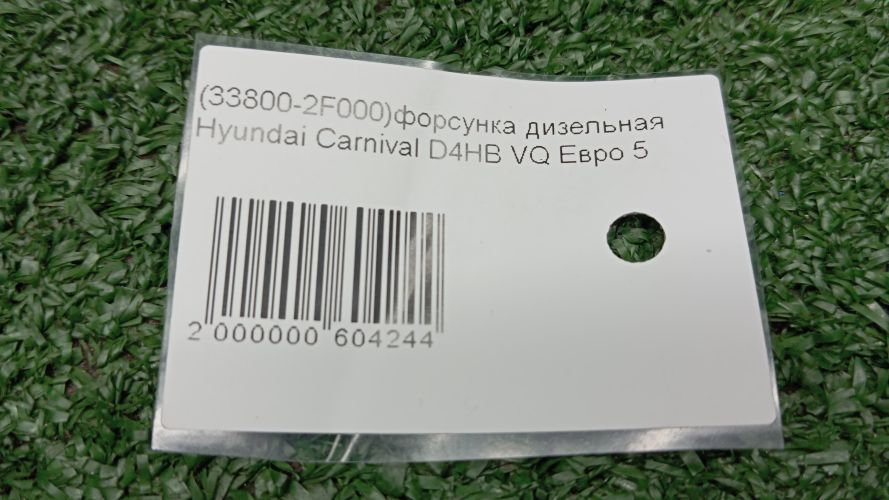 (33800-2F000)форсунка дизельная
Hyundai Carnival D4HB VQ Евро 5
2 000000 604244